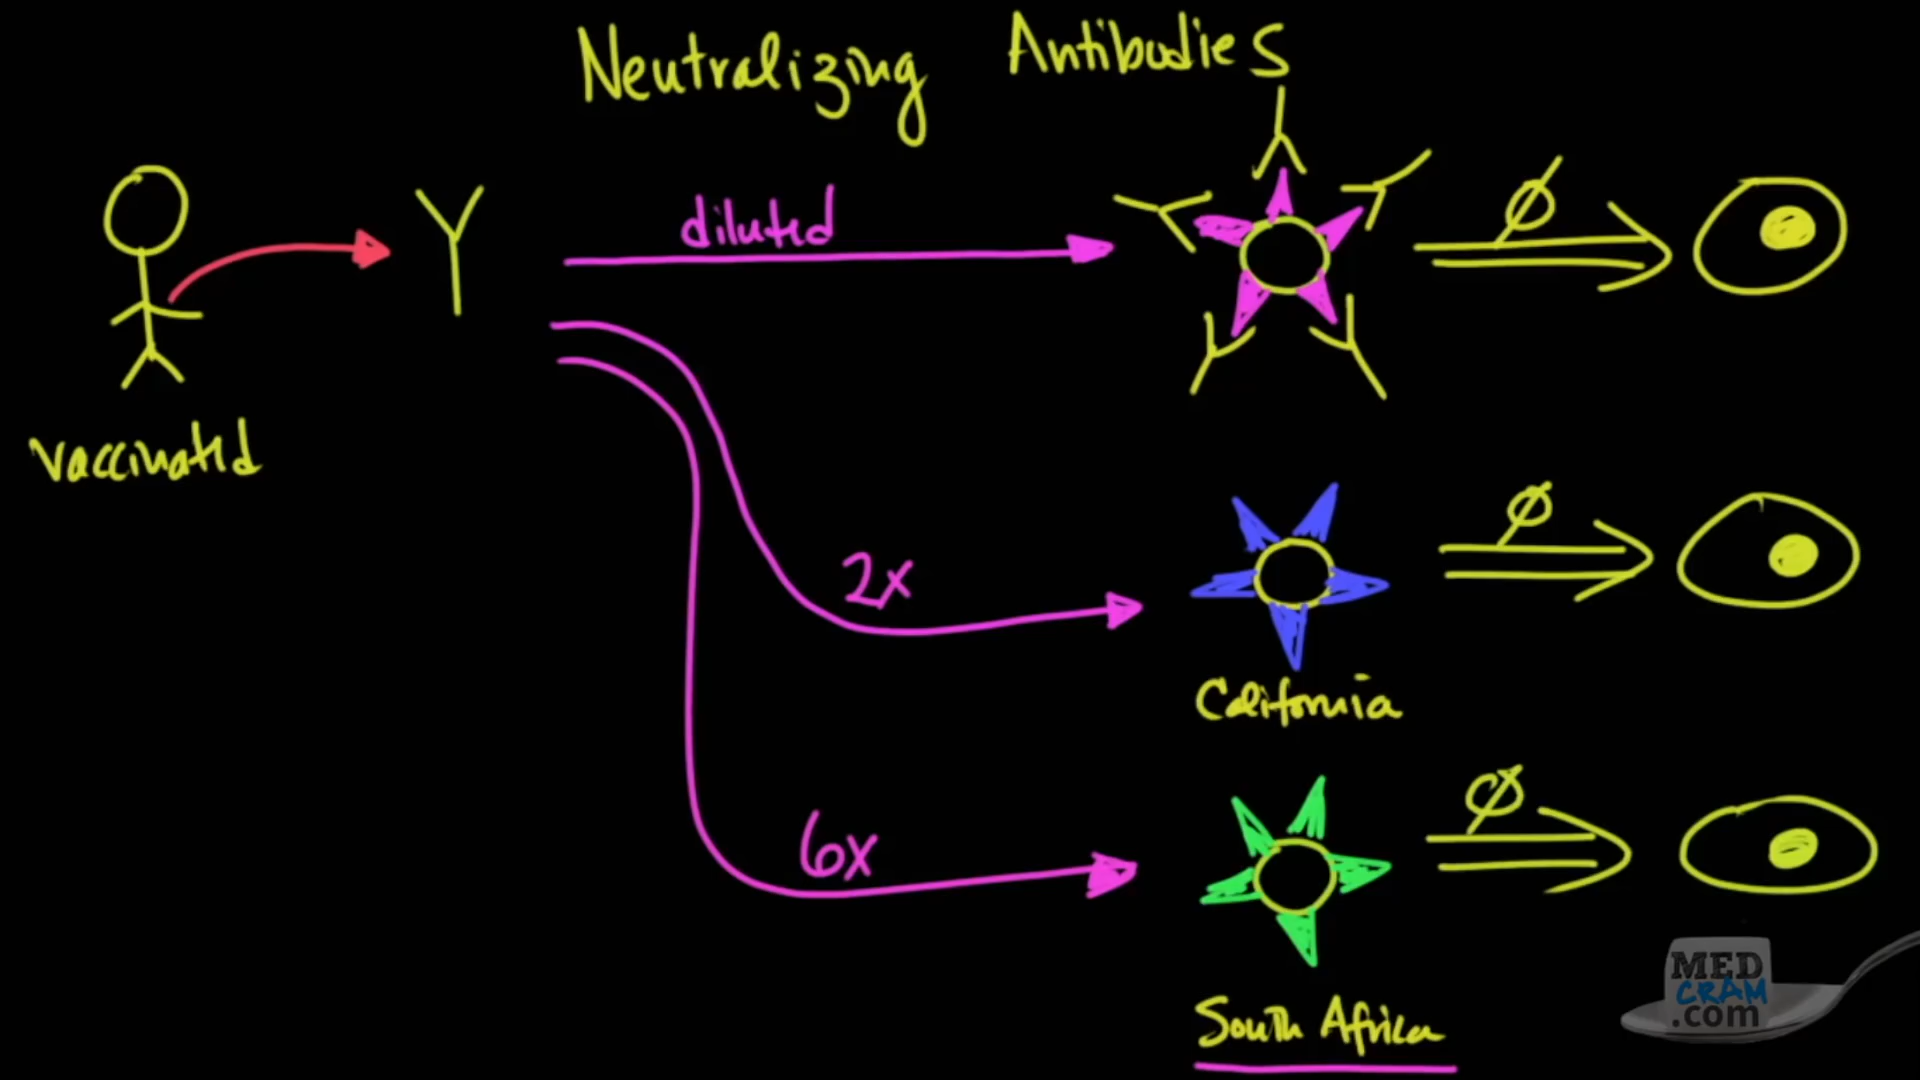 Neutralizing Antibodies
diluted
vaccinated
2x
California
6x
South Africa
MED
CRAM
.com